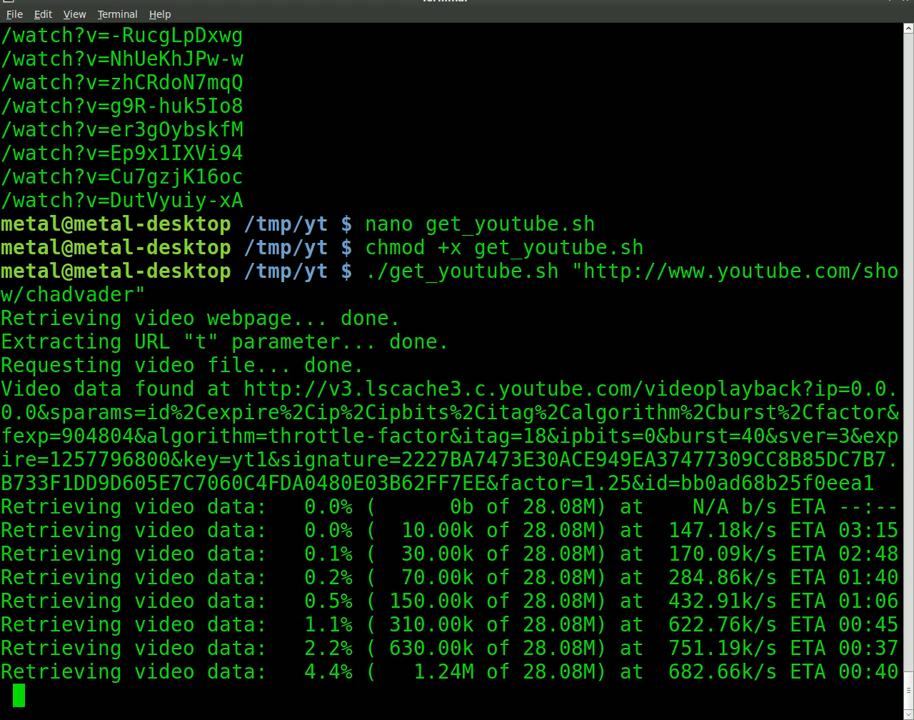 File Edit View Terminal Help
/watch?v=-RucgLpDxwg
/watch?v=NhUeKhJPw-w
/watch?v=zhCRdoN7mqQ
/watch?v=g9R-huk5Io8
/watch?v=er3gOybskfM
/watch?v=Ep9x1IXVi94
/watch?v=Cu7gzjK16oc
/watch?v=DutVyuiy-xA
metal@metal-desktop /tmp/yt $ nano get_youtube.sh
metal@metal-desktop /tmp/yt $ chmod +x get_youtube.sh
metal@metal-desktop /tmp/yt $ ./get_youtube.sh "http://www.youtube.com/sho
w/chadvader"
Retrieving video webpage... done.
Extracting URL "t" parameter... done.
Requesting video file... done.
Video data found at http://v3.lscache3.c.youtube.com/videoplayback?ip=0.0.
0.0&sparams=id%2Cexpire%2Cip%2Cipbits%2Citag%2Calgorithm%2Cburst%2Cfactor&
fexp=904804&algorithm=throttle-factor&itag=18&ipbits=0&burst=40&sver=3&exp
ire=1257796800&key=yt1&signature=2227BA7473E30ACE949EA37477309CC8B85DC7B7.
B733F1DD9D605E7C7060C4FDA0480E03B62FF7EE&factor=1.25&id=bb0ad68b25f0eea1
Retrieving video data:   0.0% (      0b of 28.08M) at     N/A b/s ETA --:--
Retrieving video data:   0.0% (  10.00k of 28.08M) at  147.18k/s ETA 03:15
Retrieving video data:   0.1% (  30.00k of 28.08M) at  170.09k/s ETA 02:48
Retrieving video data:   0.2% (  70.00k of 28.08M) at  284.86k/s ETA 01:40
Retrieving video data:   0.5% ( 150.00k of 28.08M) at  432.91k/s ETA 01:06
Retrieving video data:   1.1% ( 310.00k of 28.08M) at  622.76k/s ETA 00:45
Retrieving video data:   2.2% ( 630.00k of 28.08M) at  751.19k/s ETA 00:37
Retrieving video data:   4.4% (   1.24M of 28.08M) at  682.66k/s ETA 00:40